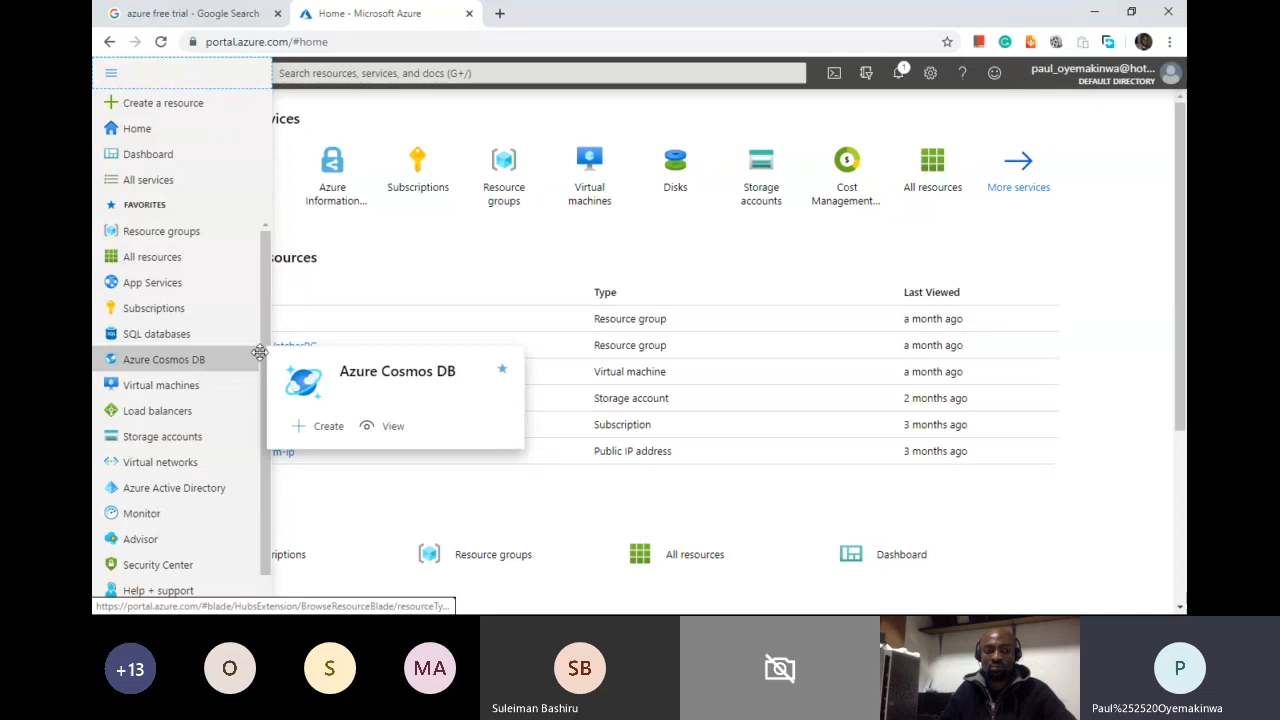 azure free trial - Google Search
Home - Microsoft Azure
portal.azure.com/#home
Search resources, services, and docs (G+/)
1
paul_oyemakinwa@hot...
DEFAULT DIRECTORY
Create a resource
Home
Dashboard
All services
FAVORITES
Resource groups
All resources
App Services
Subscriptions
SQL databases
Azure Cosmos DB
Virtual machines
Load balancers
Storage accounts
Virtual networks
Azure Active Directory
Monitor
Advisor
Security Center
Help + support
vices
Azure
Information...
Subscriptions
Resource
groups
Virtual
machines
Disks
Storage
accounts
Cost
Management...
All resources
More services
sources
Type
Last Viewed
Resource group
a month ago
atcherRG
Resource group
a month ago
Virtual machine
a month ago
Storage account
2 months ago
Subscription
3 months ago
m-ip
Public IP address
3 months ago
Azure Cosmos DB
Create
View
riptions
Resource groups
All resources
Dashboard
https://portal.azure.com/#blade/HubsExtension/BrowseResourceBlade/resourceTy...
+13
O
S
MA
SB
Suleiman Bashiru
P
Paul%252520Oyemakinwa